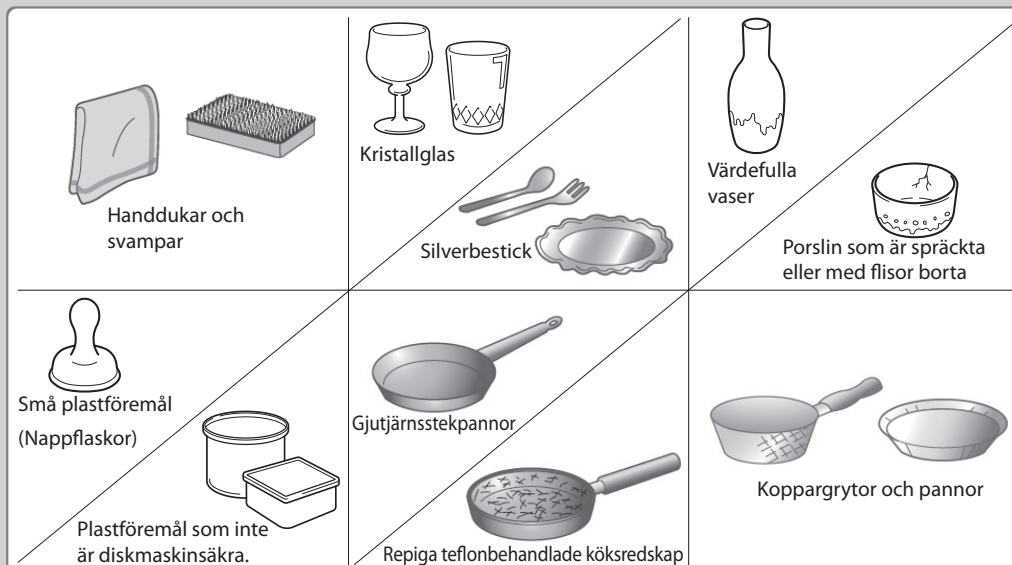 Handdukar och
svampar
Kristallglas
Silverbestick
Värdefulla
vaser
Porslin som är spräckta
eller med flisor borta
Små plastföremål
(Nappflaskor)
Plastföremål som inte
är diskmaskinsäkra.
Gjutjärnsstekpannor
Repiga teflonbehandlade köksredskap
Koppargrytor och pannor